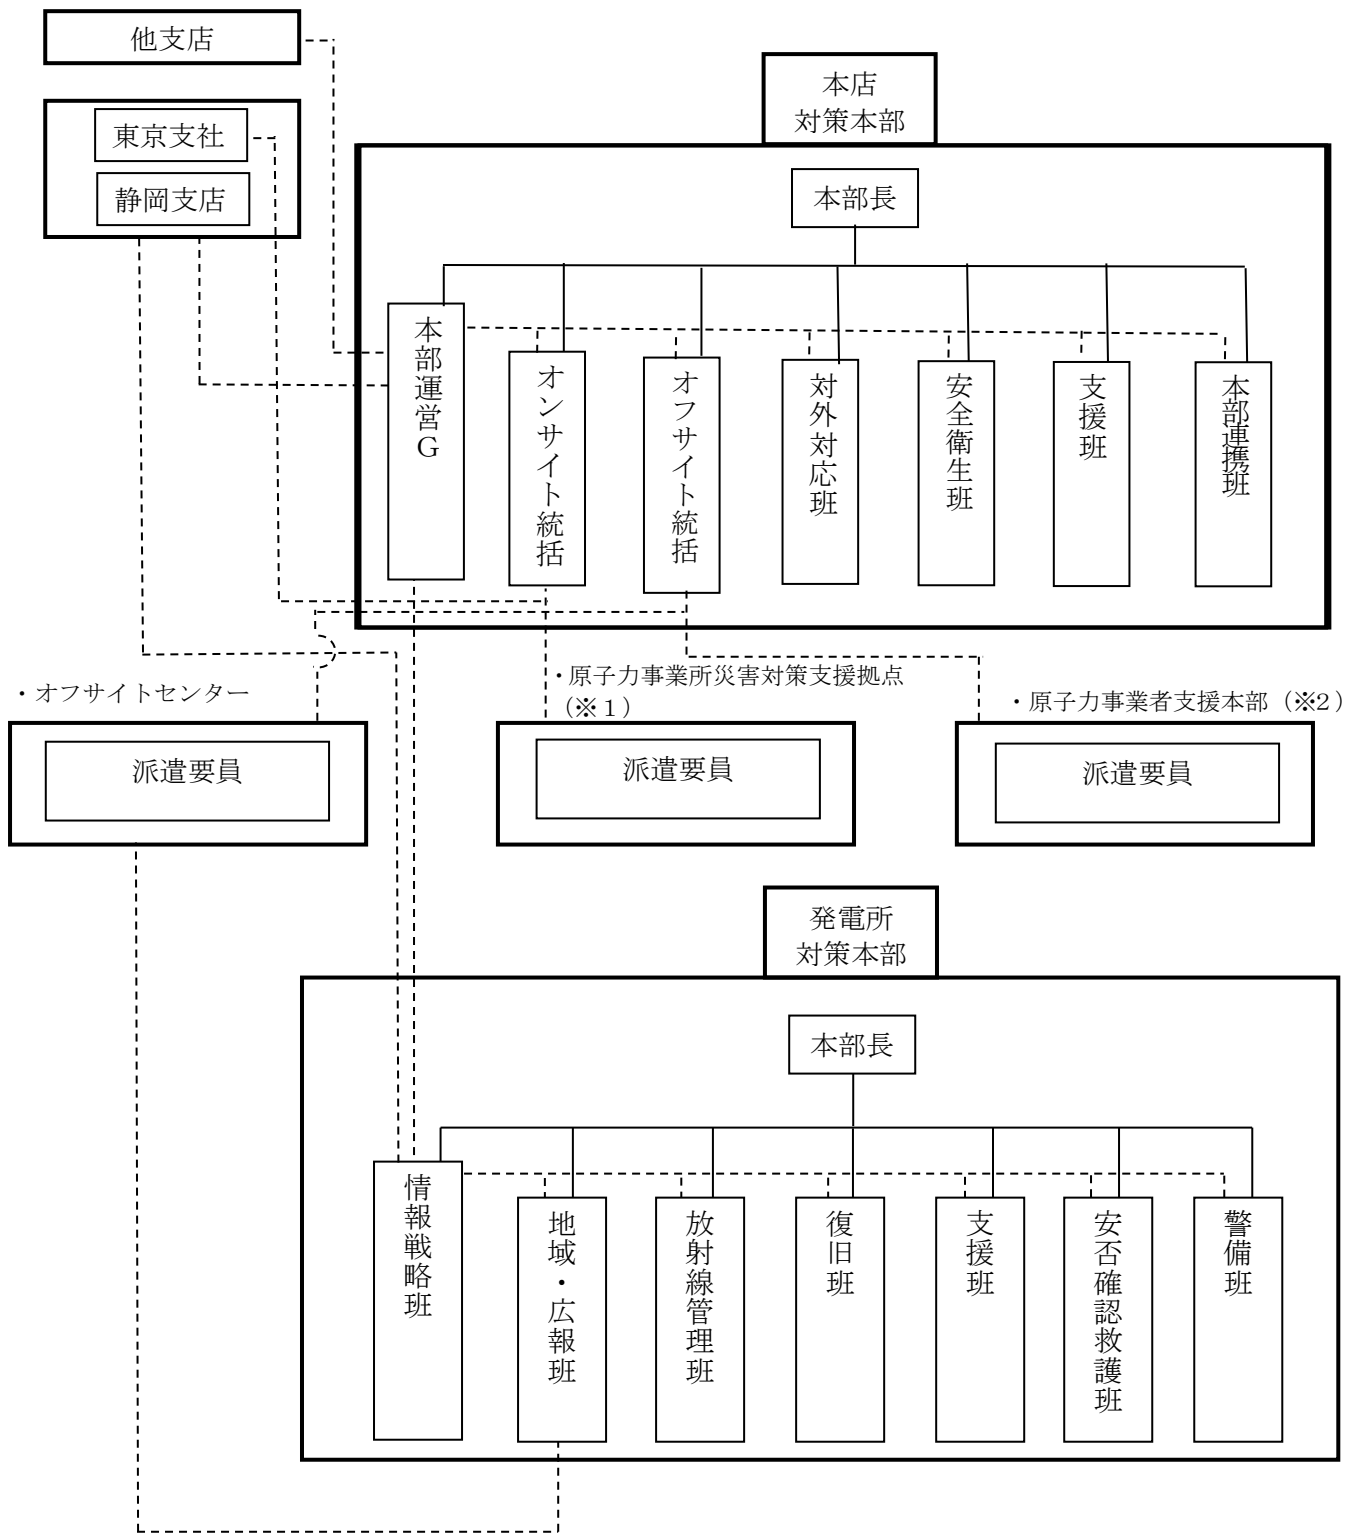 他支店
東京支社
静岡支店
本店
対策本部
本部長
本部運営G
オンサイト統括
オフサイト統括
対外対応班
安全衛生班
支援班
本部連携班
・オフサイトセンター
派遣要員
・原子力事業所災害対策支援拠点
（※１）
派遣要員
・原子力事業者支援本部（※2）
派遣要員
発電所
対策本部
本部長
情報戦略班
地域・広報班
放射線管理班
復旧班
支援班
安否確認救護班
警備班